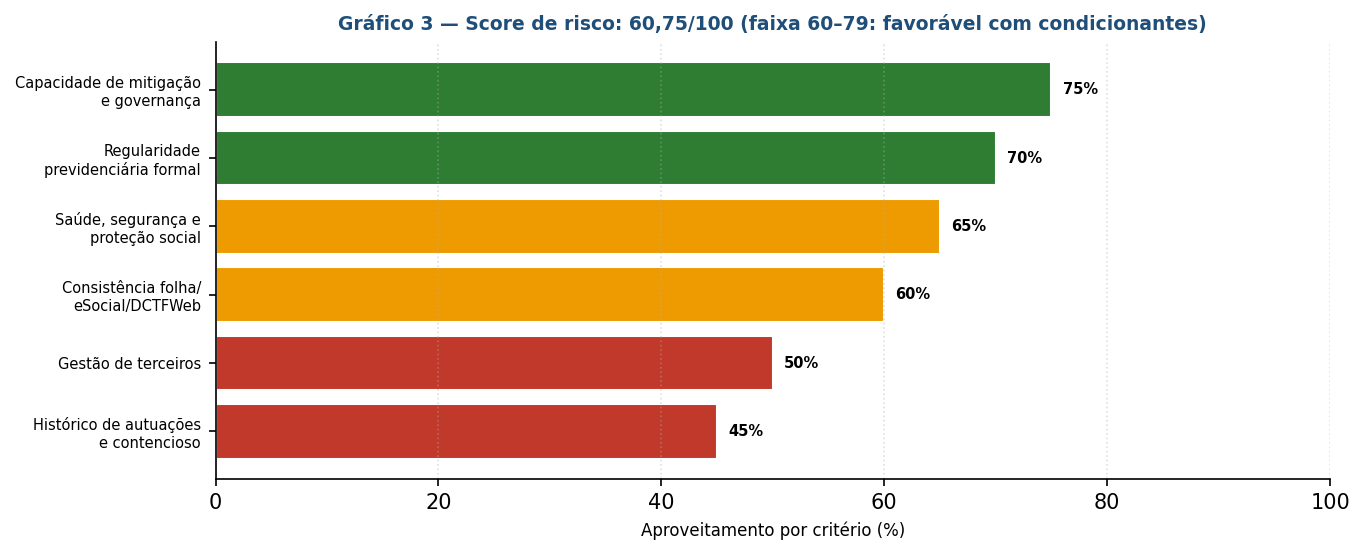 Gráfico 3 — Score de risco: 60,75/100 (faixa 60–79: favorável com condicionantes)
Capacidade de mitigação
e governança
75%
Regularidade
previdenciária formal
70%
Saúde, segurança e
proteção social
65%
Consistência folha/
eSocial/DCTFWeb
60%
Gestão de terceiros
50%
Histórico de autuações
e contencioso
45%
0
20
40
60
80
100
Aproveitamento por critério (%)